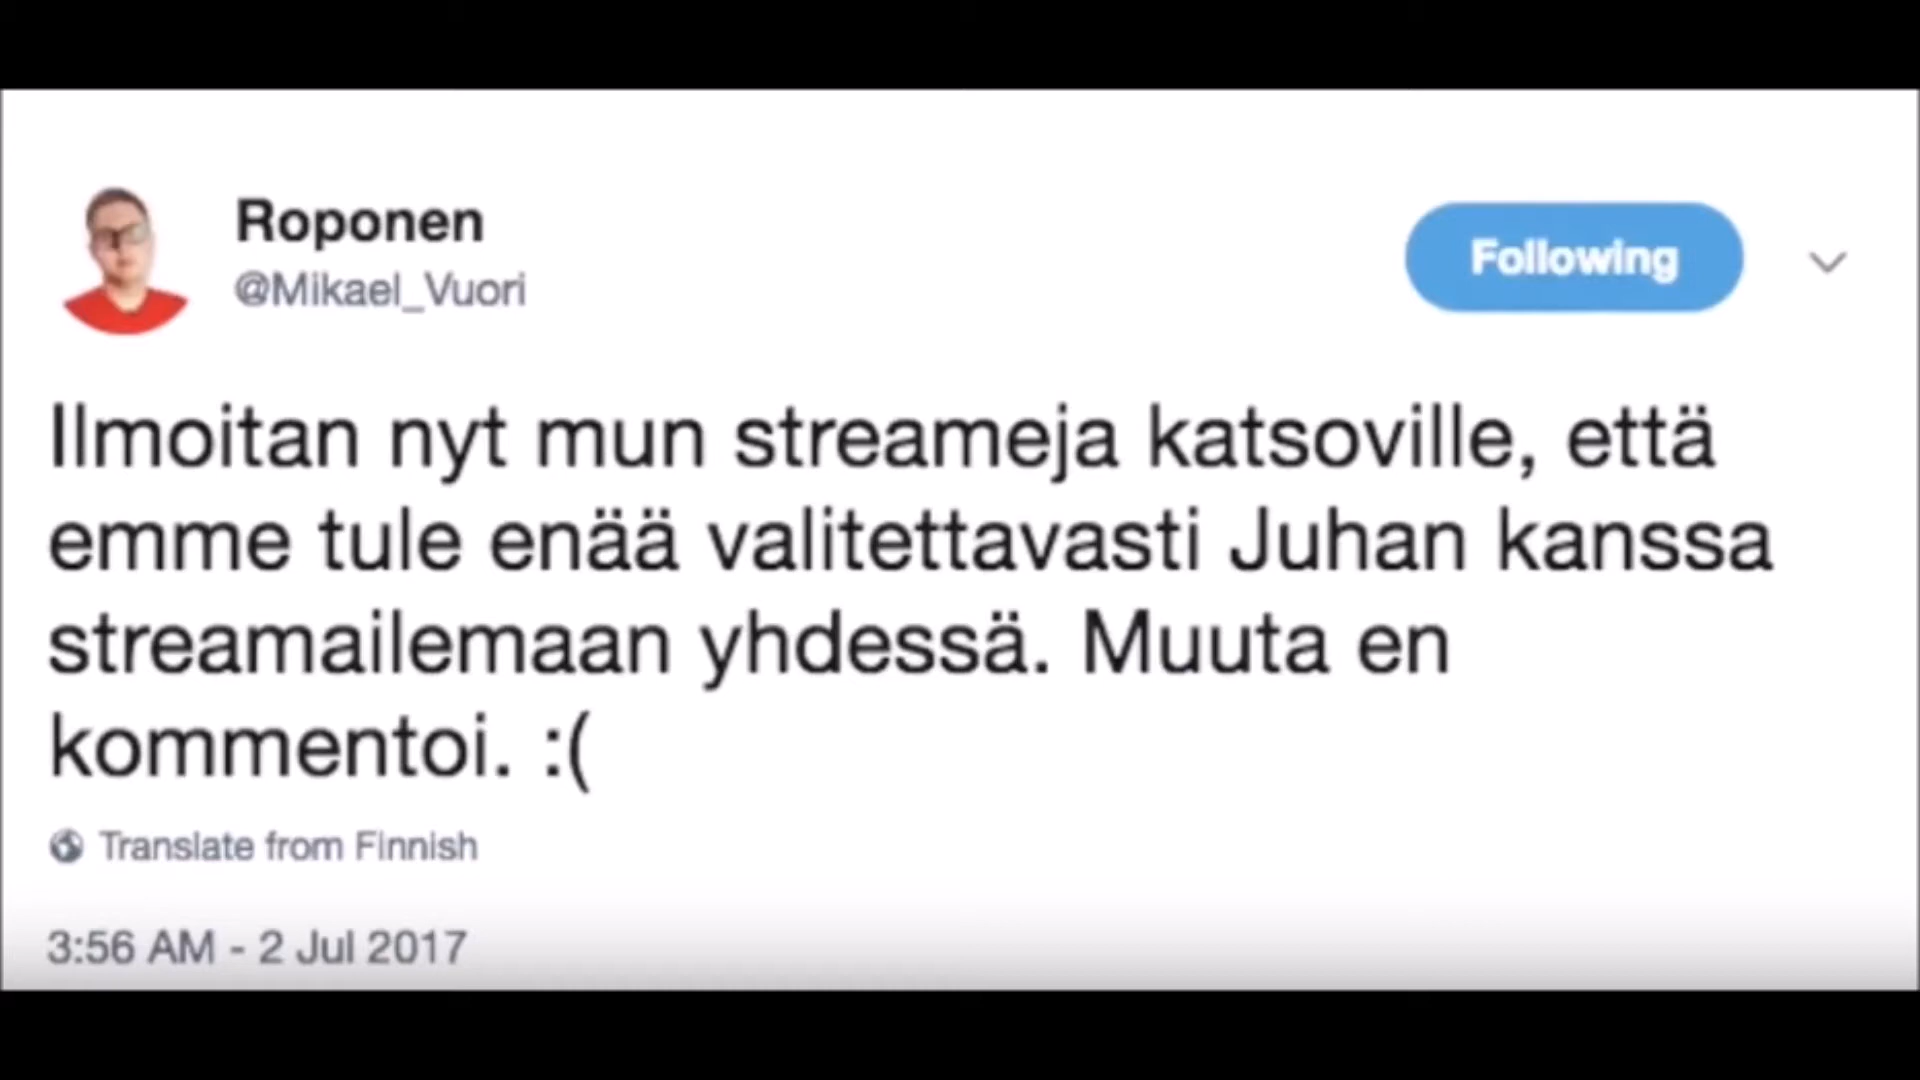 Roponen
@Mikael_Vuori
Following
Ilmoitan nyt mun streameja katsoville, että
emme tule enää valitettavasti Juhan kanssa
streamailemaan yhdessä. Muuta en
kommentoi. :(
Translate from Finnish
3:56 AM - 2 Jul 2017